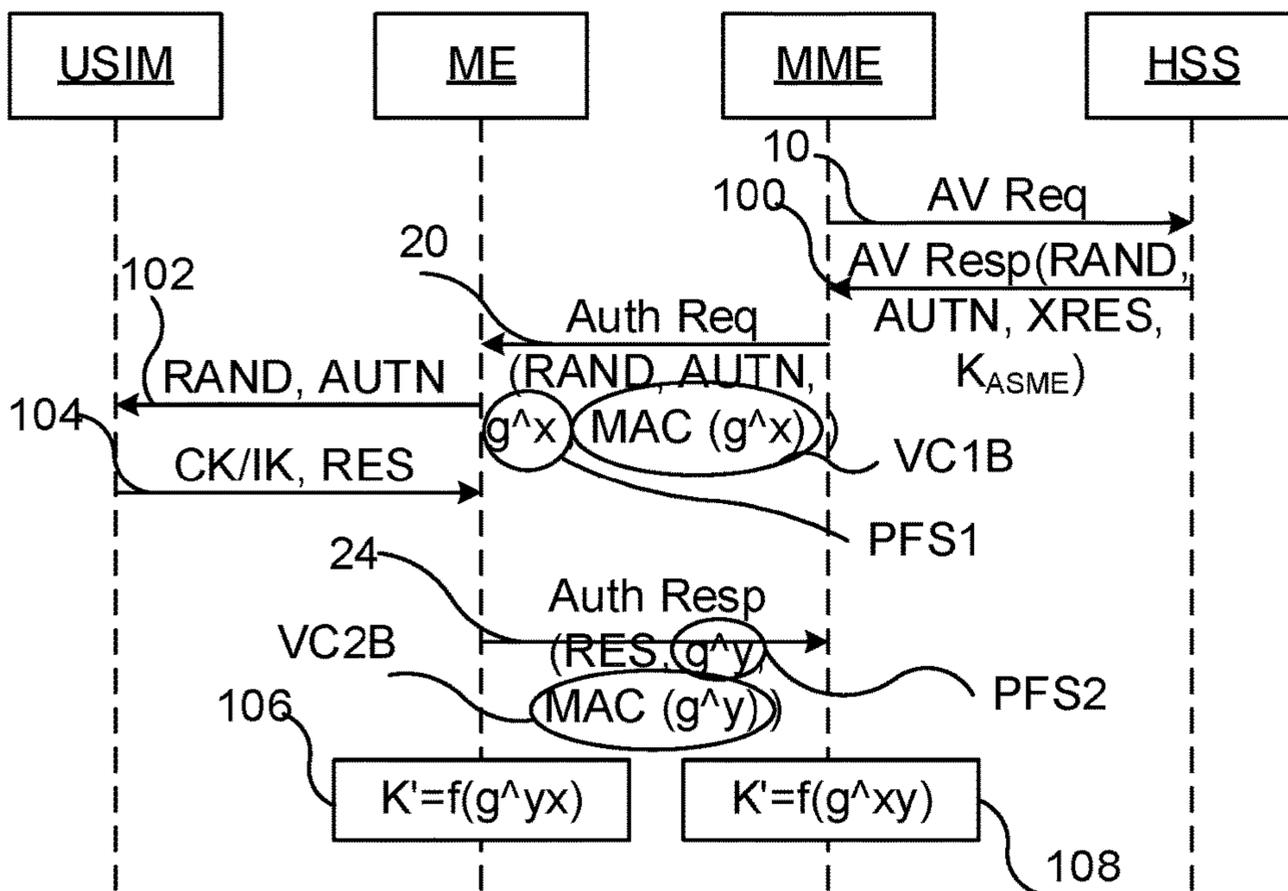 USIM
ME
MME
HSS
10
AV Req
100
AV Resp(RAND,
AUTN, XRES,
K_ASME)
20
Auth Req
(RAND, AUTN,
g^x, MAC (g^x) )
VC1B
PFS1
102
RAND, AUTN
104
CK/IK, RES
24
Auth Resp
(RES, g^y,
MAC (g^y))
VC2B
PFS2
106
K'=f(g^yx)
K'=f(g^xy)
108